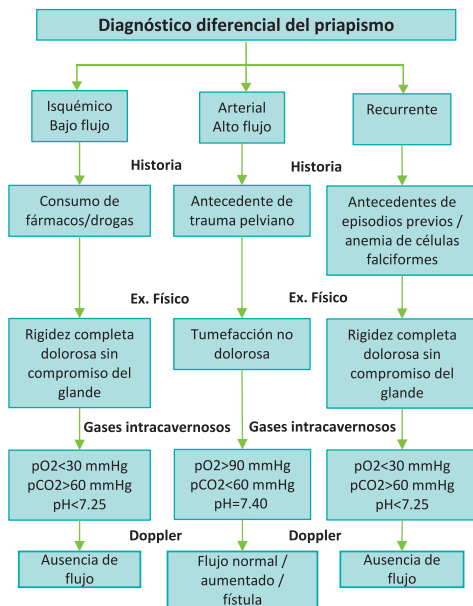 Diagnóstico diferencial del priapismo
Isquémico
Bajo flujo
Arterial
Alto flujo
Recurrente
Historia
Historia
Consumo de
fármacos/drogas
Antecedente de
trauma pelviano
Antecedentes de
episodios previos /
anemia de células
falciformes
Ex. Físico
Ex. Físico
Rigidez completa
dolorosa sin
compromiso del
glande
Tumefacción no
dolorosa
Rigidez completa
dolorosa sin
compromiso del
glande
Gases intracavernosos
Gases intracavernosos
pO2<30 mmHg
pCO2>60 mmHg
pH<7.25
pO2>90 mmHg
pCO2<60 mmHg
pH=7.40
pO2<30 mmHg
pCO2>60 mmHg
pH<7.25
Doppler
Doppler
Ausencia de
flujo
Flujo normal /
aumentado /
fístula
Ausencia de
flujo